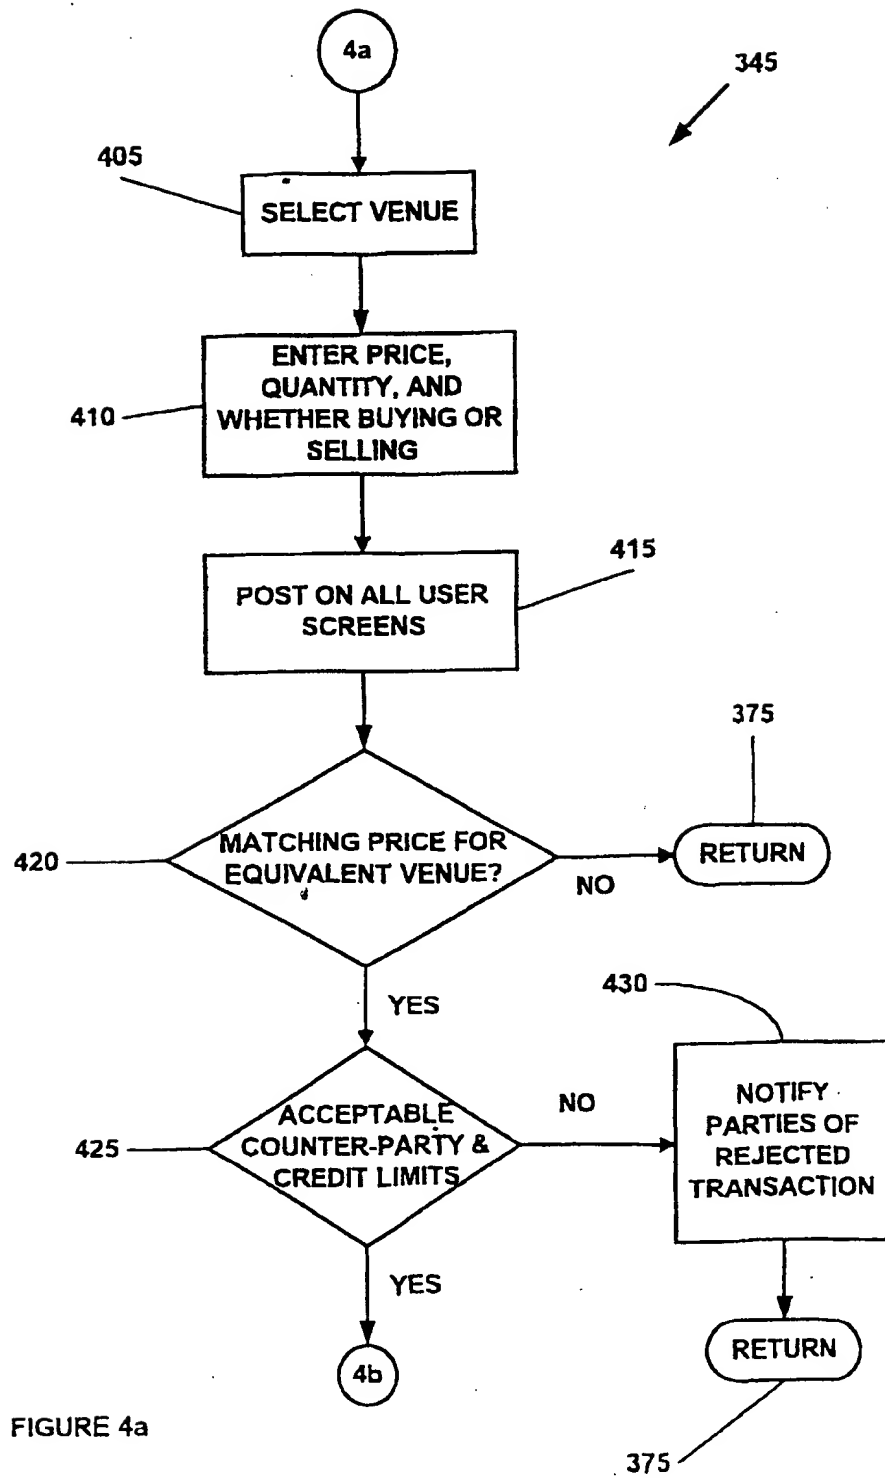 4a
345
405
SELECT VENUE
ENTER PRICE,
QUANTITY, AND
WHETHER BUYING OR
SELLING
410
415
POST ON ALL USER
SCREENS
375
MATCHING PRICE FOR
EQUIVALENT VENUE?
420
RETURN
NO
YES
430
ACCEPTABLE
COUNTER-PARTY &
CREDIT LIMITS
425
NO
NOTIFY
PARTIES OF
REJECTED
TRANSACTION
YES
RETURN
4b
FIGURE 4a
375